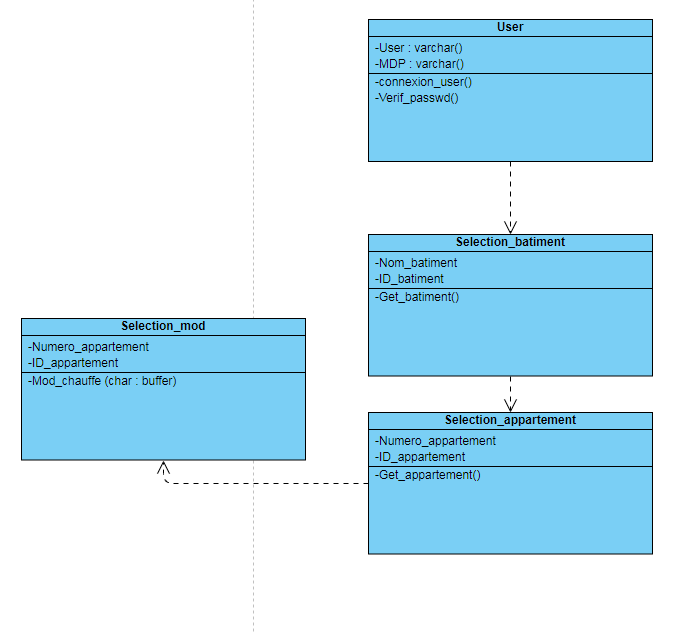 User
-User : varchar()
-MDP : varchar()
-connexion_user()
-Verif_passwd()
Selection_batiment
-Nom_batiment
-ID_batiment
-Get_batiment()
Selection_mod
-Numero_appartement
-ID_appartement
-Mod_chauffe (char : buffer)
Selection_appartement
-Numero_appartement
-ID_appartement
-Get_appartement()